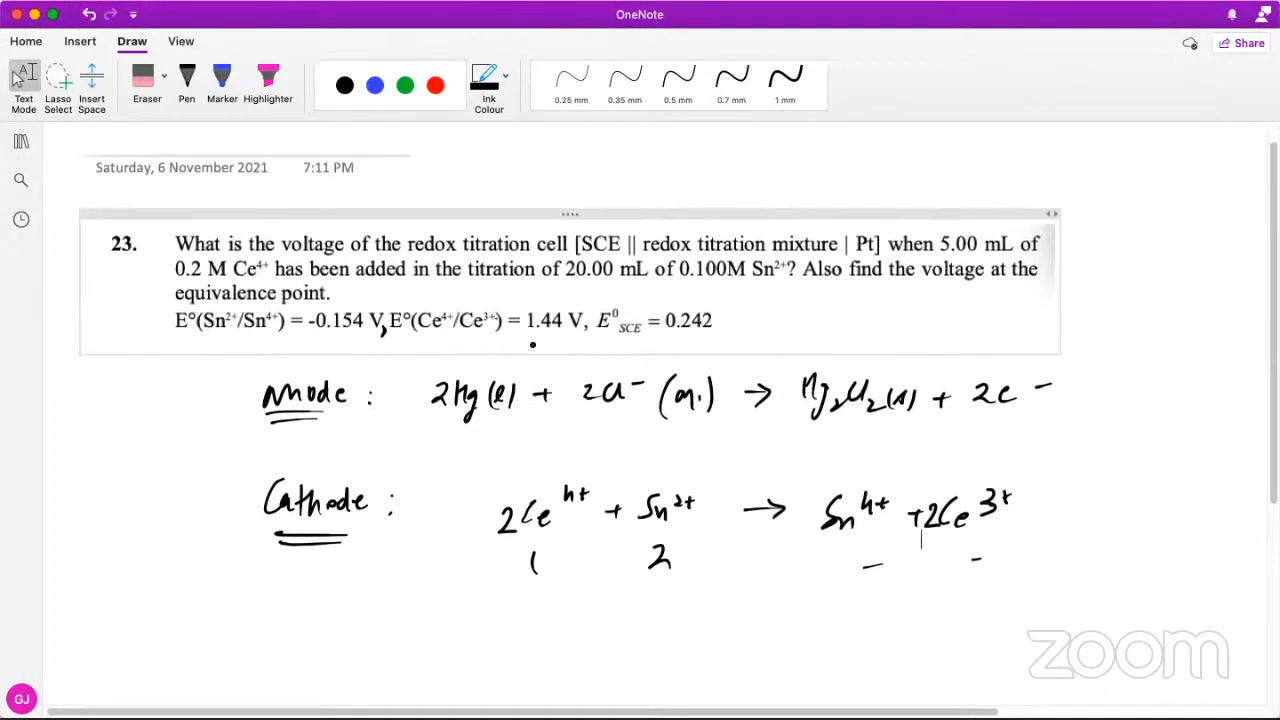 OneNote
Home Insert Draw View
Share
Text Mode
Lasso Select
Insert Space
Eraser
Pen
Marker
Highlighter
Ink Colour
0.25 mm 0.35 mm 0.5 mm 0.7 mm 1 mm
Saturday, 6 November 2021 7:11 PM
23. What is the voltage of the redox titration cell [SCE || redox titration mixture | Pt] when 5.00 mL of
0.2 M Ce⁴⁺ has been added in the titration of 20.00 mL of 0.100M Sn²⁺? Also find the voltage at the
equivalence point.
E°(Sn²⁺/Sn⁴⁺) = -0.154 V, E°(Ce⁴⁺/Ce³⁺) = 1.44 V, E⁰SCE = 0.242
Anode : 2Hg(l) + 2Cl⁻ (aq.) → Hg₂Cl₂(s) + 2e⁻
Cathode : 2Ce⁴⁺ + Sn²⁺ → Sn⁴⁺ + 2Ce³⁺
1 2 – –
zoom
GJ